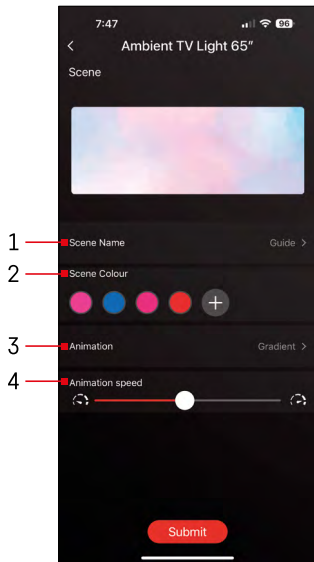 7:47 96
Ambient TV Light 65″
Scene
1 Scene Name Guide >
2 Scene Colour
+
3 Animation Gradient >
4 Animation speed
Submit